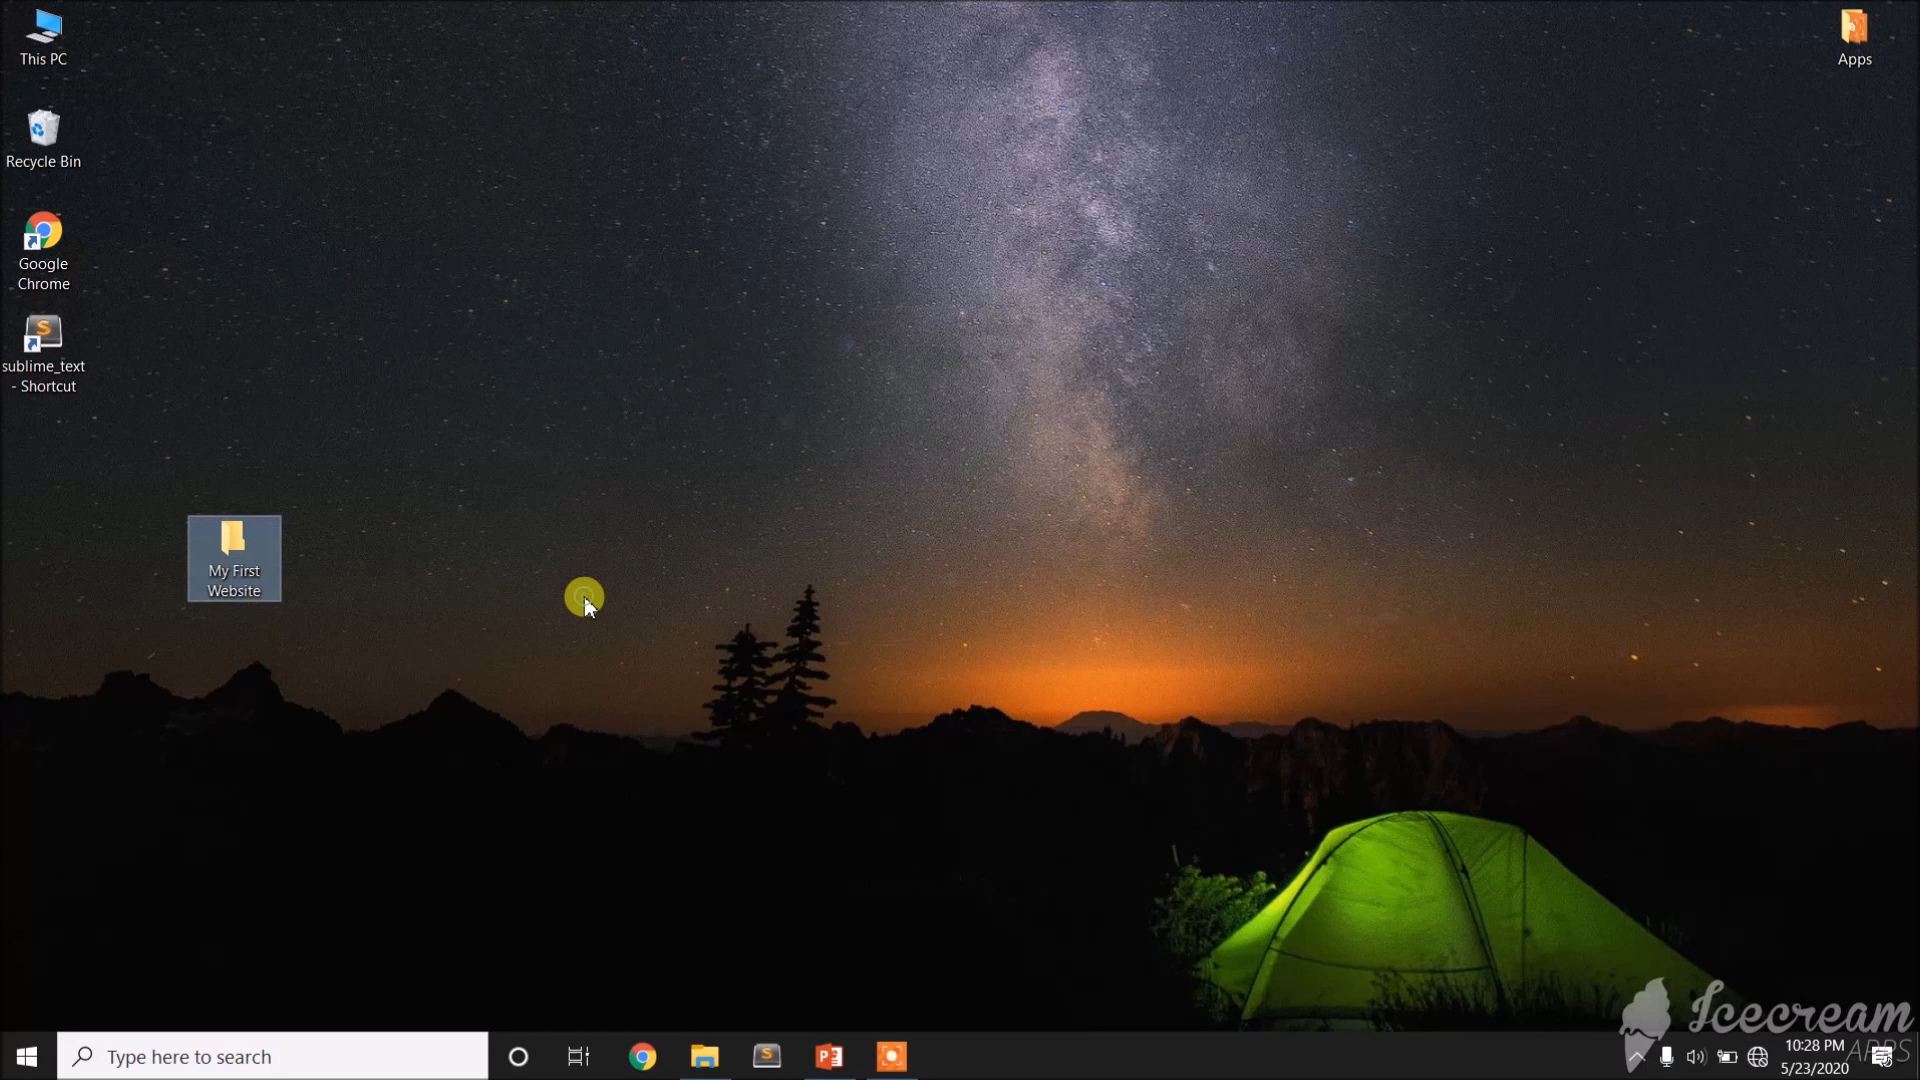 This PC
Recycle Bin
Google
Chrome
S
sublime_text
- Shortcut
Apps
My First
Website
Icecream
APPS
Type here to search
S
P
10:28 PM
5/23/2020